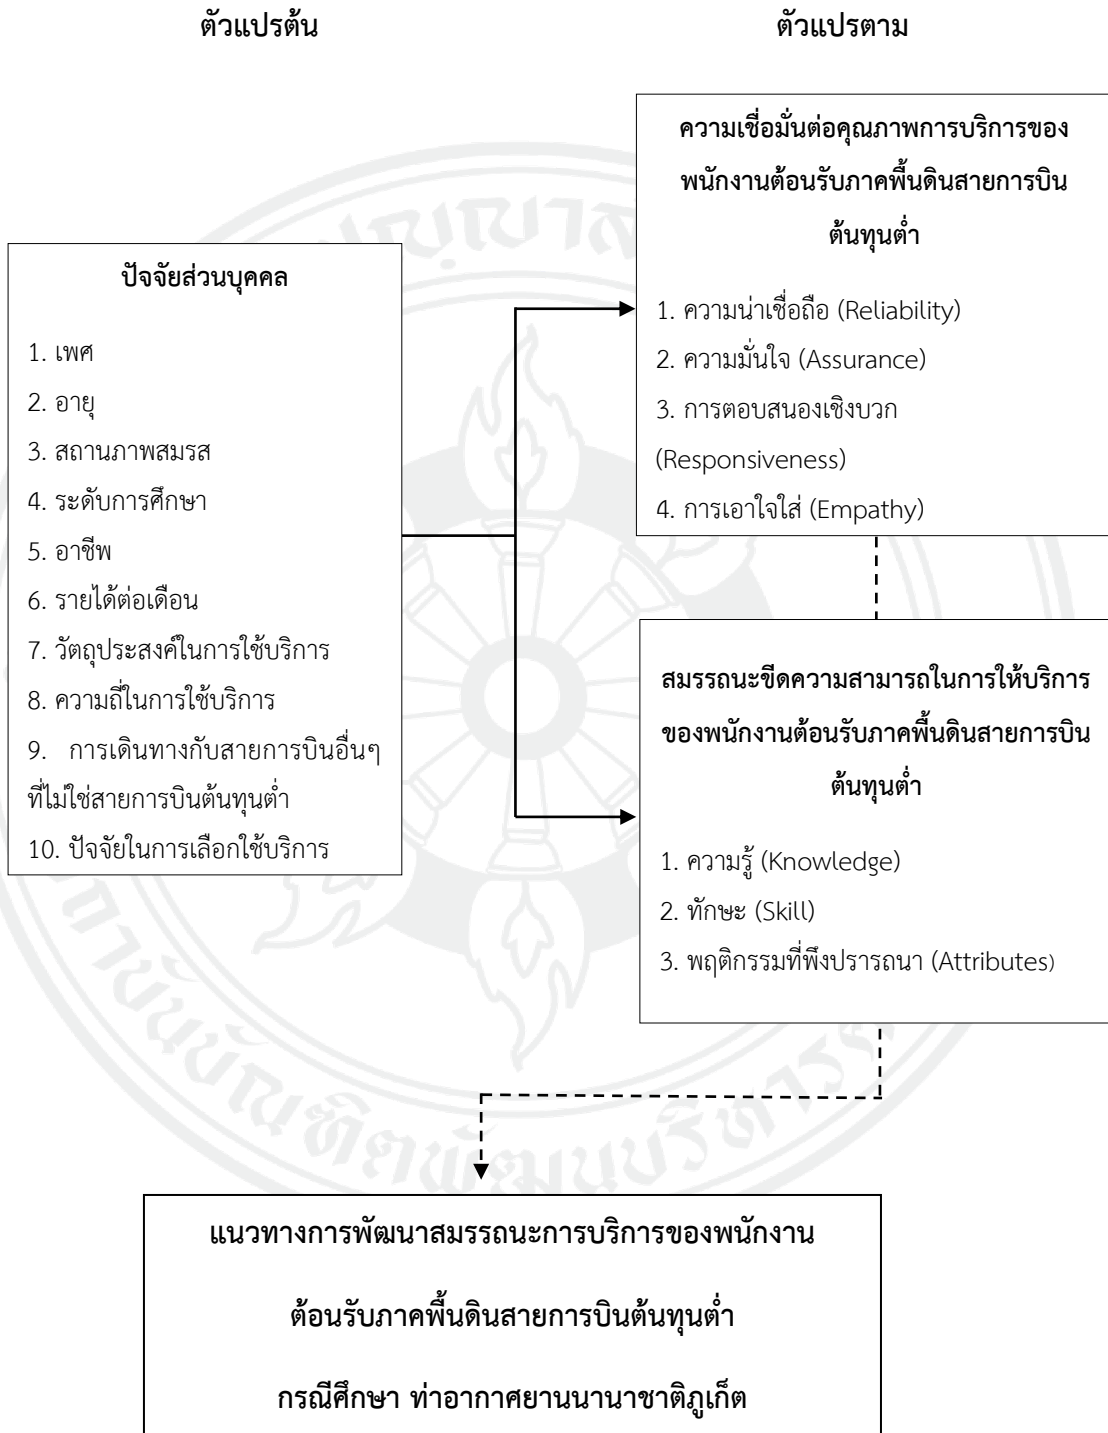 ตัวแปรต้น
ตัวแปรตาม
ปัจจัยส่วนบุคคล
1. เพศ
2. อายุ
3. สถานภาพสมรส
4. ระดับการศึกษา
5. อาชีพ
6. รายได้ต่อเดือน
7. วัตถุประสงค์ในการใช้บริการ
8. ความถี่ในการใช้บริการ
9. การเดินทางกับสายการบินอื่นๆ
ที่ไม่ใช่สายการบินต้นทุนต่ำ
10. ปัจจัยในการเลือกใช้บริการ
ความเชื่อมั่นต่อคุณภาพการบริการของ
พนักงานต้อนรับภาคพื้นดินสายการบิน
ต้นทุนต่ำ
1. ความน่าเชื่อถือ (Reliability)
2. ความมั่นใจ (Assurance)
3. การตอบสนองเชิงบวก
(Responsiveness)
4. การเอาใจใส่ (Empathy)
สมรรถนะขีดความสามารถในการให้บริการ
ของพนักงานต้อนรับภาคพื้นดินสายการบิน
ต้นทุนต่ำ
1. ความรู้ (Knowledge)
2. ทักษะ (Skill)
3. พฤติกรรมที่พึงปรารถนา (Attributes)
แนวทางการพัฒนาสมรรถนะการบริการของพนักงาน
ต้อนรับภาคพื้นดินสายการบินต้นทุนต่ำ
กรณีศึกษา ท่าอากาศยานนานาชาติภูเก็ต